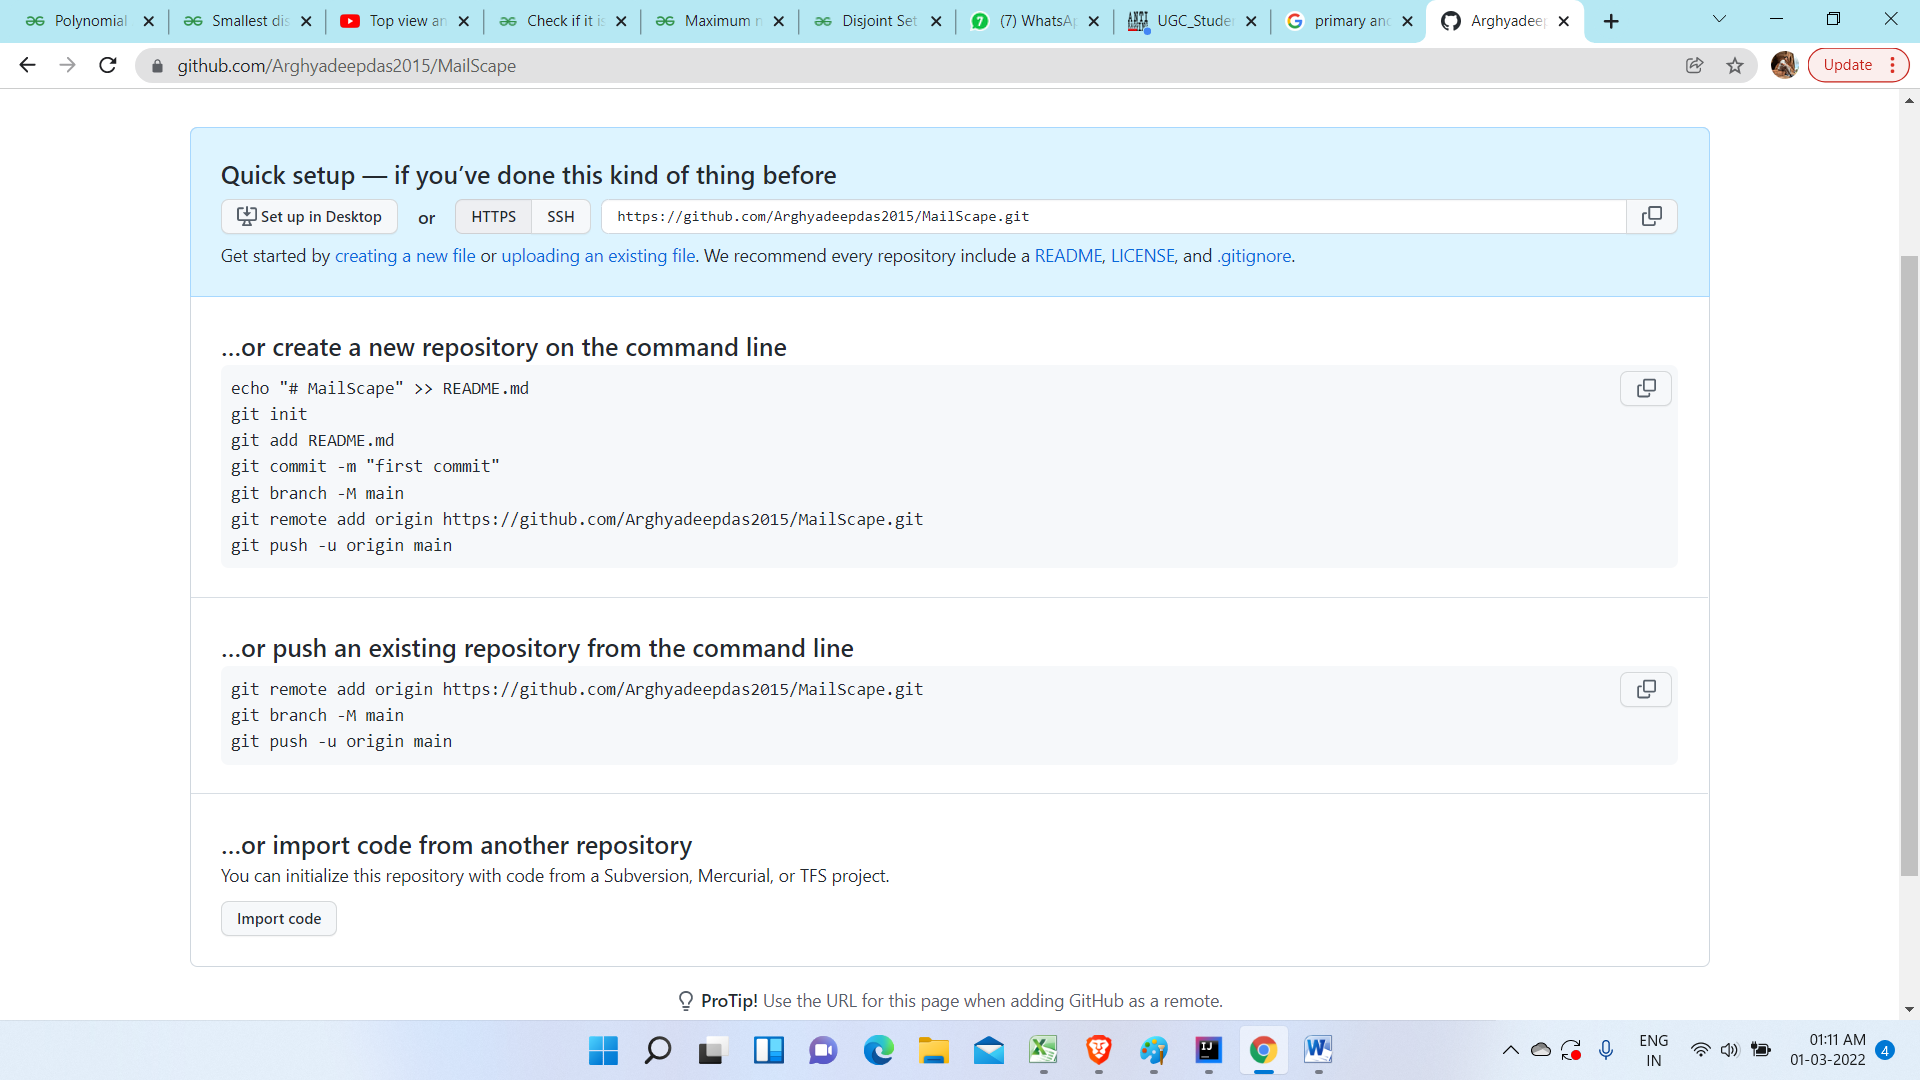 Polynomial
Smallest dis
Top view an
Check if it is
Maximum n
Disjoint Set
(7) WhatsAp
UGC_Studen
primary and
Arghyadeep
github.com/Arghyadeepdas2015/MailScape
Update
Quick setup — if you’ve done this kind of thing before
Set up in Desktop or HTTPS SSH https://github.com/Arghyadeepdas2015/MailScape.git
Get started by creating a new file or uploading an existing file. We recommend every repository include a README, LICENSE, and .gitignore.
…or create a new repository on the command line
echo "# MailScape" >> README.md
git init
git add README.md
git commit -m "first commit"
git branch -M main
git remote add origin https://github.com/Arghyadeepdas2015/MailScape.git
git push -u origin main
…or push an existing repository from the command line
git remote add origin https://github.com/Arghyadeepdas2015/MailScape.git
git branch -M main
git push -u origin main
…or import code from another repository
You can initialize this repository with code from a Subversion, Mercurial, or TFS project.
Import code
ProTip! Use the URL for this page when adding GitHub as a remote.
ENG
IN
01:11 AM
01-03-2022
4